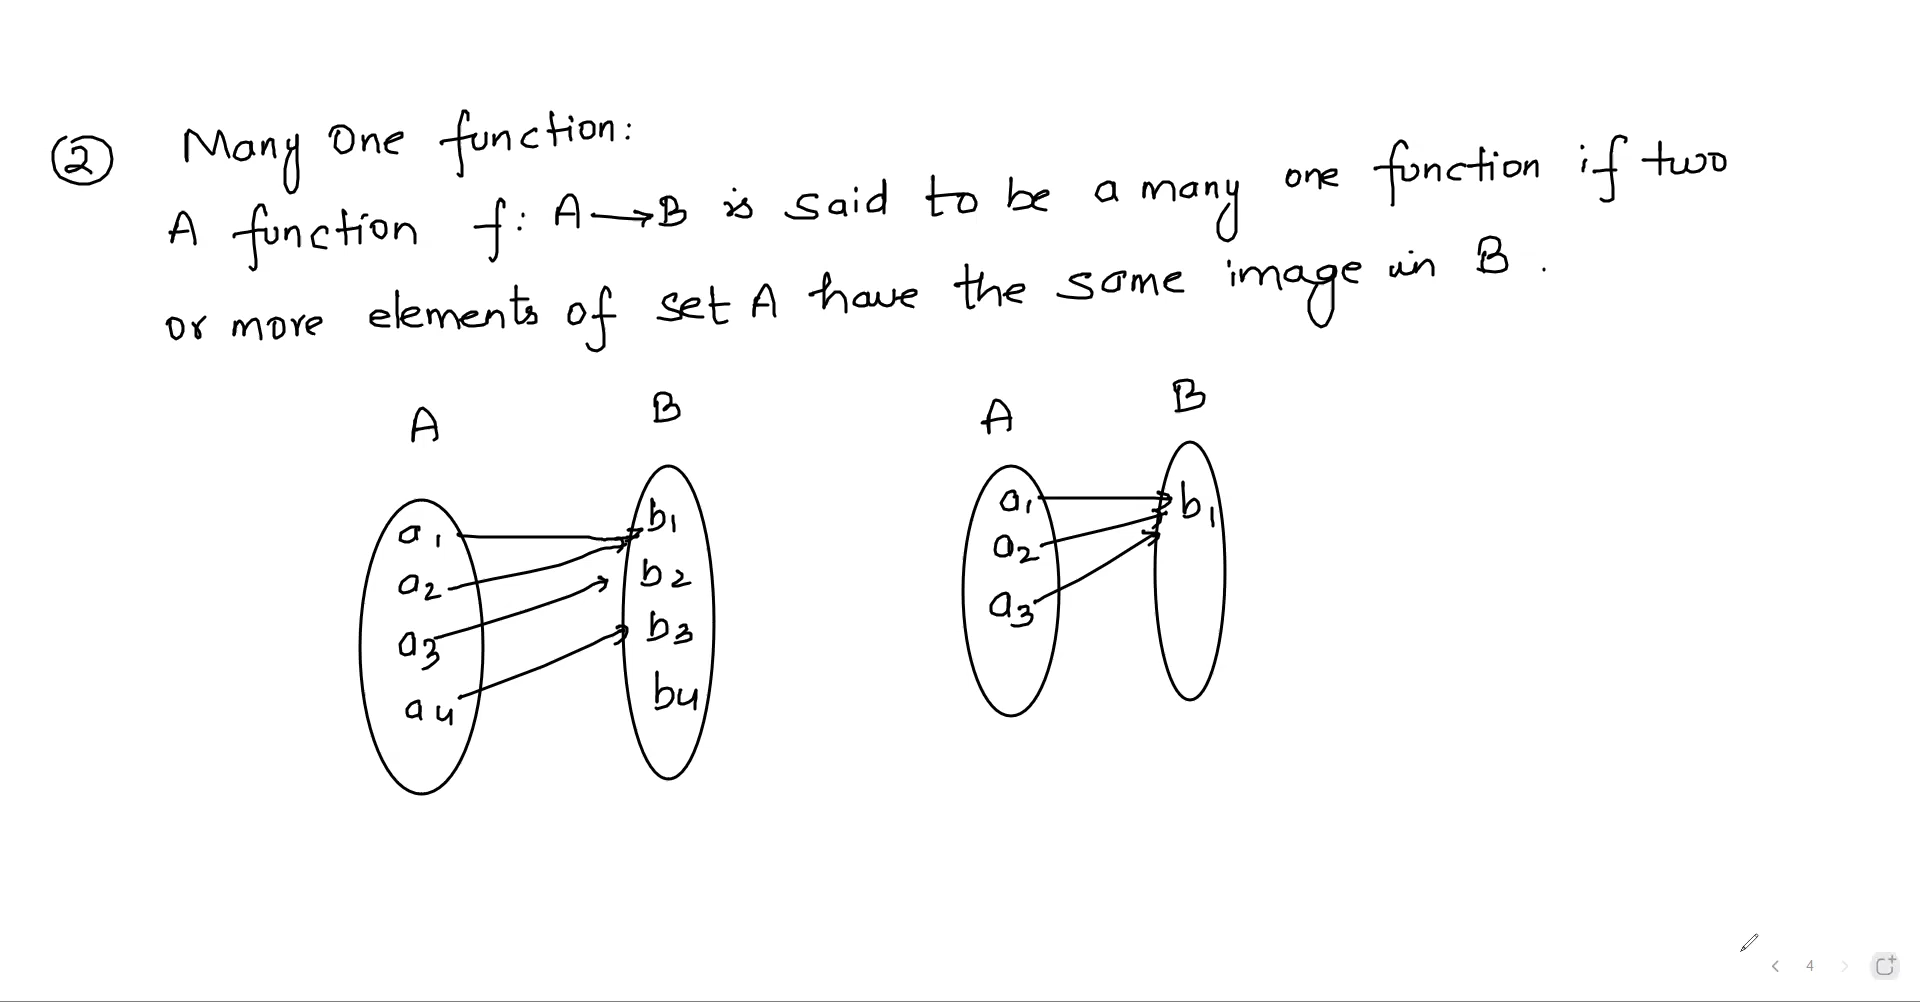 ② Many One function:
A function f: A→B is said to be a many one function if two
or more elements of set A have the same image in B.
A B
a1 b1
a2 b2
a3 b3
a4 b4
A B
a1 b1
a2
a3
4